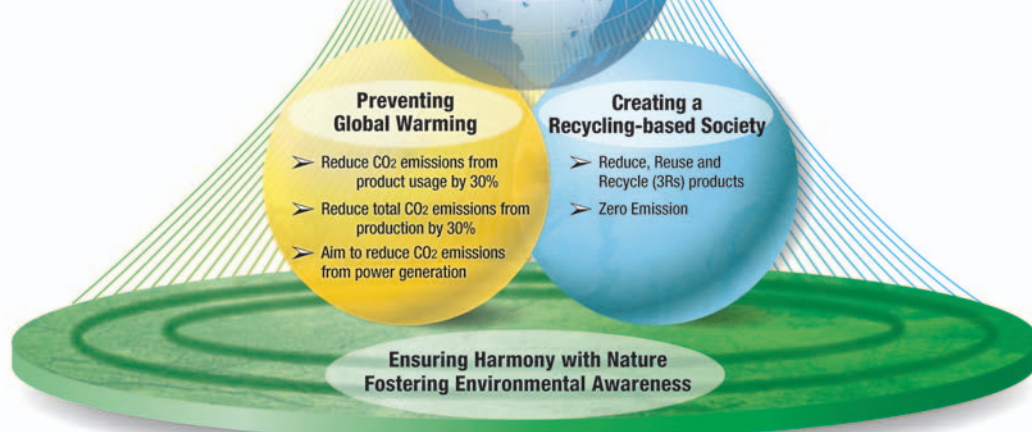 Preventing
Global Warming
➢ Reduce CO₂ emissions from
product usage by 30%
➢ Reduce total CO₂ emissions from
production by 30%
➢ Aim to reduce CO₂ emissions
from power generation
Creating a
Recycling-based Society
➢ Reduce, Reuse and
Recycle (3Rs) products
➢ Zero Emission
Ensuring Harmony with Nature
Fostering Environmental Awareness